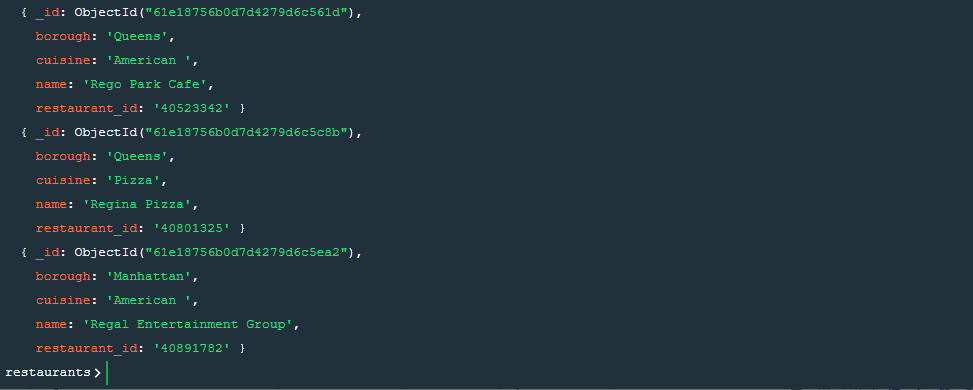 { _id: ObjectId("61e18756b0d7d4279d6c561d"),
borough: 'Queens',
cuisine: 'American ',
name: 'Rego Park Cafe',
restaurant_id: '40523342' }
{ _id: ObjectId("61e18756b0d7d4279d6c5c8b"),
borough: 'Queens',
cuisine: 'Pizza',
name: 'Regina Pizza',
restaurant_id: '40801325' }
{ _id: ObjectId("61e18756b0d7d4279d6c5ea2"),
borough: 'Manhattan',
cuisine: 'American ',
name: 'Regal Entertainment Group',
restaurant_id: '40891782' }
restaurants>